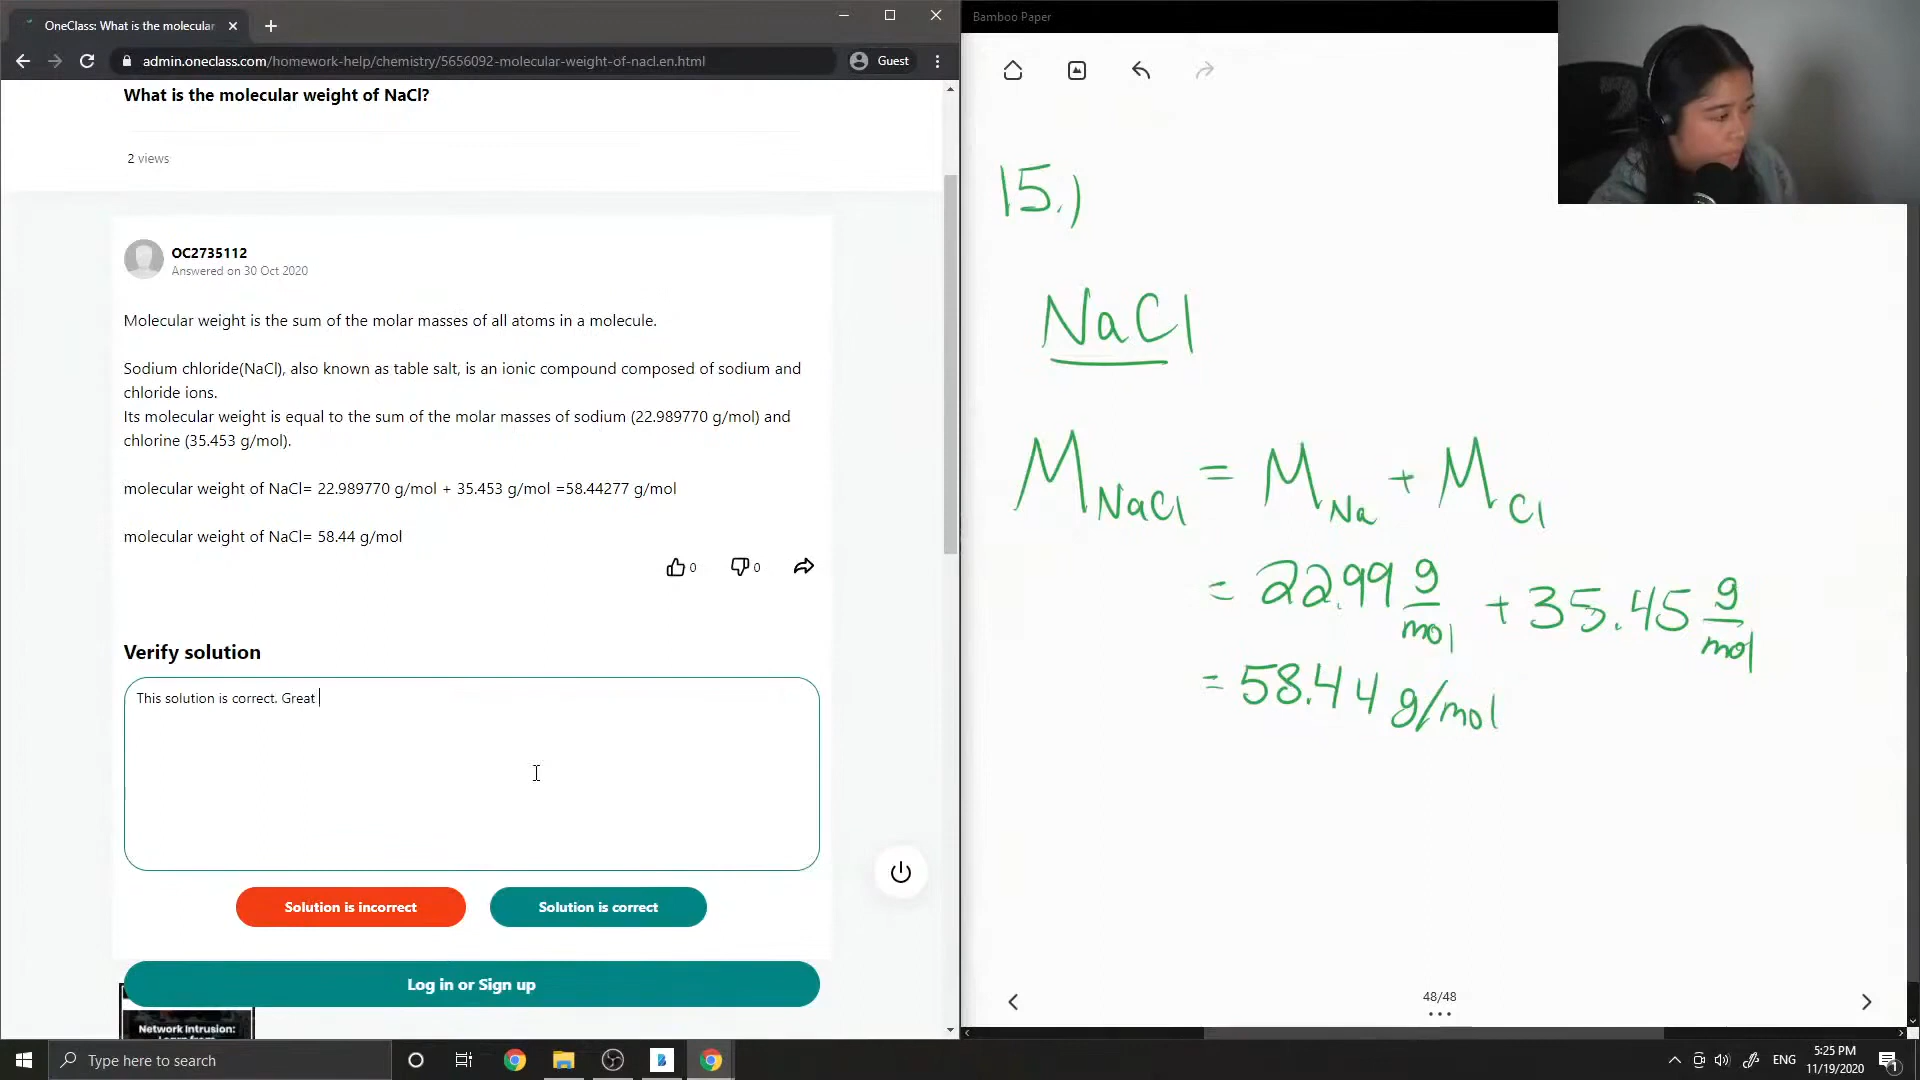 OneClass: What is the molecular
Bamboo Paper
admin.oneclass.com/homework-help/chemistry/5656092-molecular-weight-of-nacl.en.html
Guest
What is the molecular weight of NaCl?
2 views
OC2735112
Answered on 30 Oct 2020
Molecular weight is the sum of the molar masses of all atoms in a molecule.
Sodium chloride(NaCl), also known as table salt, is an ionic compound composed of sodium and
chloride ions.
Its molecular weight is equal to the sum of the molar masses of sodium (22.989770 g/mol) and
chlorine (35.453 g/mol).
molecular weight of NaCl= 22.989770 g/mol + 35.453 g/mol =58.44277 g/mol
molecular weight of NaCl= 58.44 g/mol
0
0
Verify solution
This solution is correct. Great
Solution is incorrect
Solution is correct
Log in or Sign up
Network Intrusion:
15.)
NaCl
M NaCl = M Na + M Cl
= 22.99 g/mol + 35.45 g/mol
= 58.44 g/mol
48/48
Type here to search
ENG
5:25 PM
11/19/2020
1